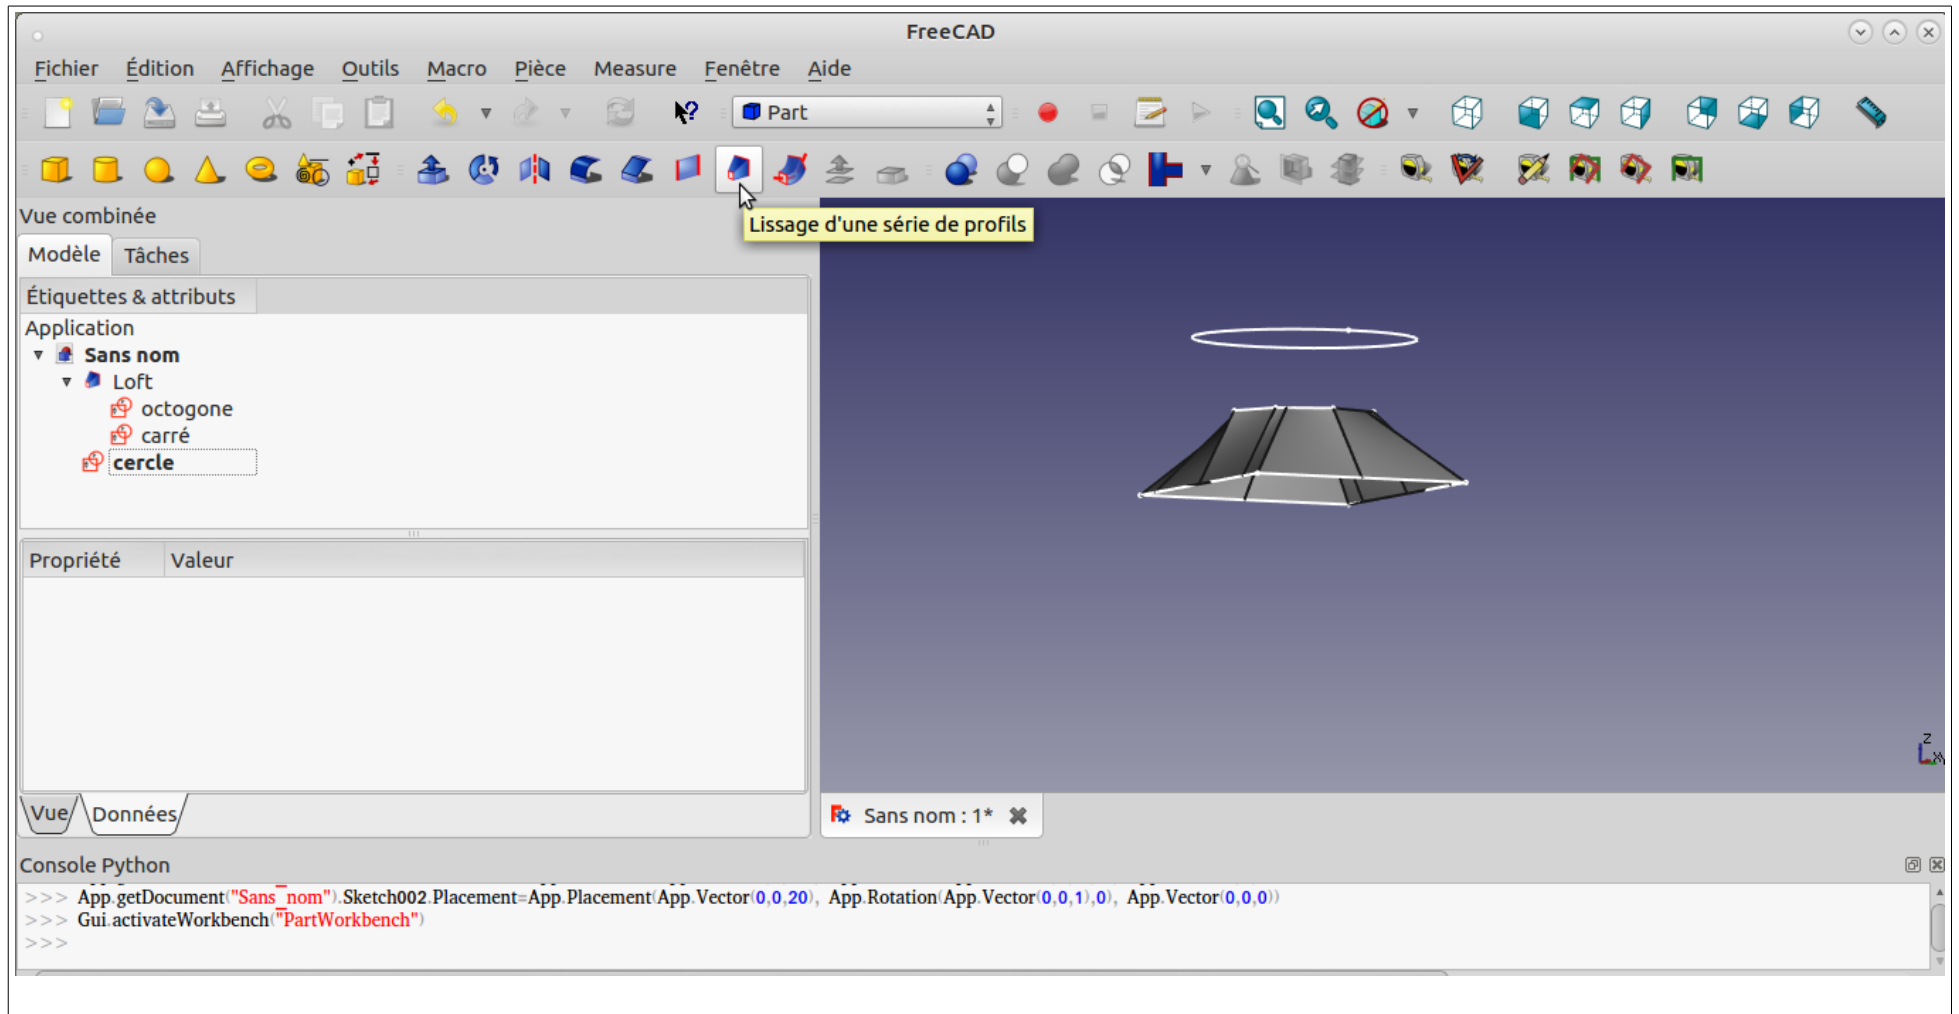 FreeCAD
Fichier Édition Affichage Outils Macro Pièce Measure Fenêtre Aide
Part
Vue combinée
Lissage d'une série de profils
Modèle Tâches
Étiquettes & attributs
Application
Sans nom
Loft
octogone
carré
cercle
Propriété Valeur
Z
Vue Données
Sans nom : 1*
Console Python
>>> App.getDocument("Sans_nom").Sketch002.Placement=App.Placement(App.Vector(0,0,20), App.Rotation(App.Vector(0,0,1),0), App.Vector(0,0,0))
>>> Gui.activateWorkbench("PartWorkbench")
>>>